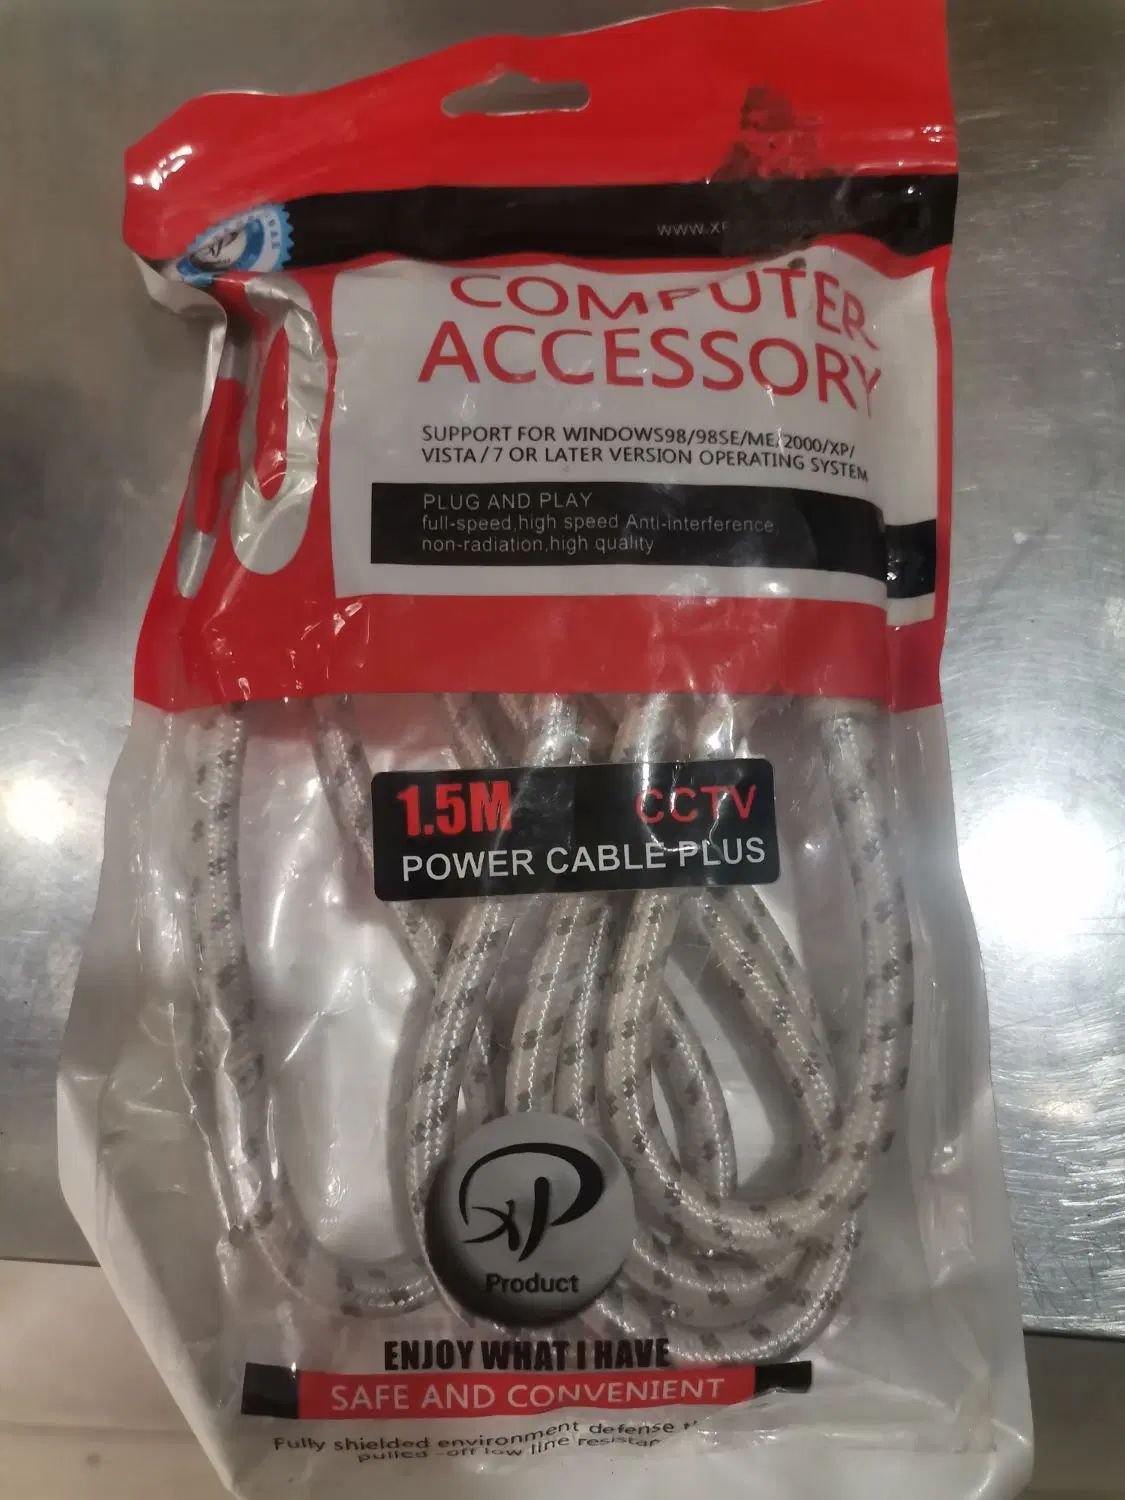 COMPUTER
ACCESSORY
SUPPORT FOR WINDOWS98/98SE/ME/2000/XP/
VISTA/7 OR LATER VERSION OPERATING SYSTEM
PLUG AND PLAY
full-speed,high speed Anti-interference,
non-radiation,high quality
1.5M CCTV
POWER CABLE PLUS
XP
Product
ENJOY WHAT I HAVE
SAFE AND CONVENIENT
Fully shielded environment defense
pulled -off low line